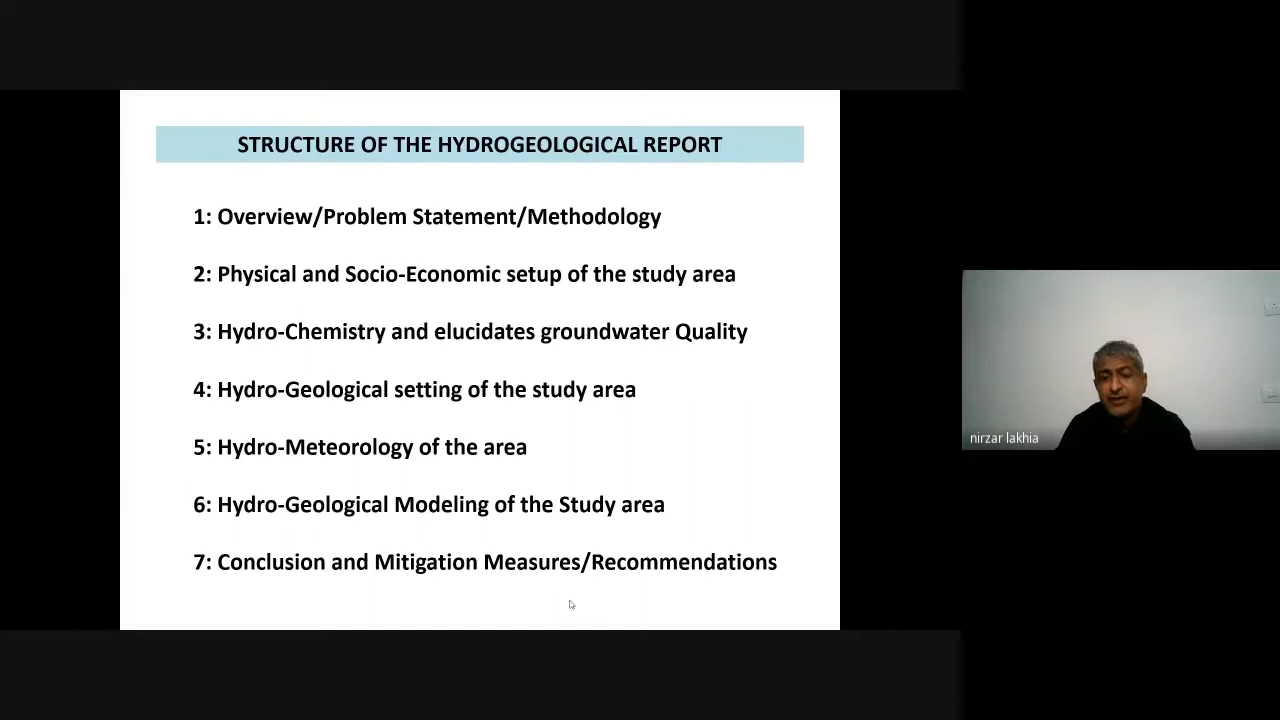 STRUCTURE OF THE HYDROGEOLOGICAL REPORT
1: Overview/Problem Statement/Methodology
2: Physical and Socio-Economic setup of the study area
3: Hydro-Chemistry and elucidates groundwater Quality
4: Hydro-Geological setting of the study area
5: Hydro-Meteorology of the area
6: Hydro-Geological Modeling of the Study area
7: Conclusion and Mitigation Measures/Recommendations
nirzar lakhia